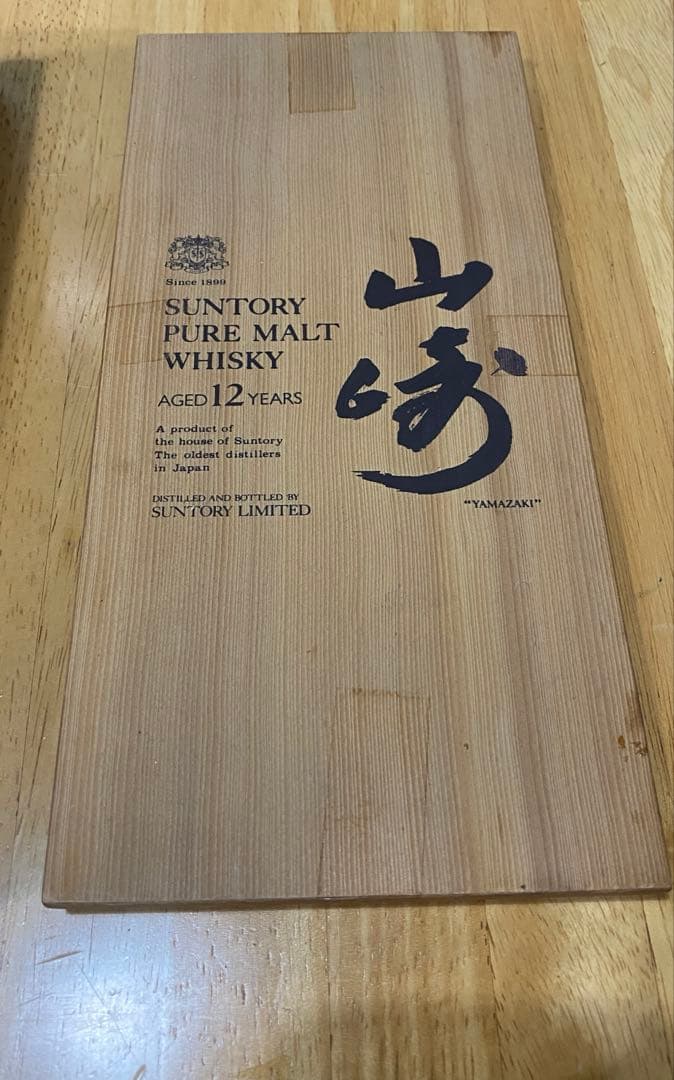 Since 1899
SUNTORY
PURE MALT
WHISKY
AGED 12 YEARS
A product of
the house of Suntory
The oldest distillers
in Japan
DISTILLED AND BOTTLED BY
SUNTORY LIMITED
山崎
"YAMAZAKI"